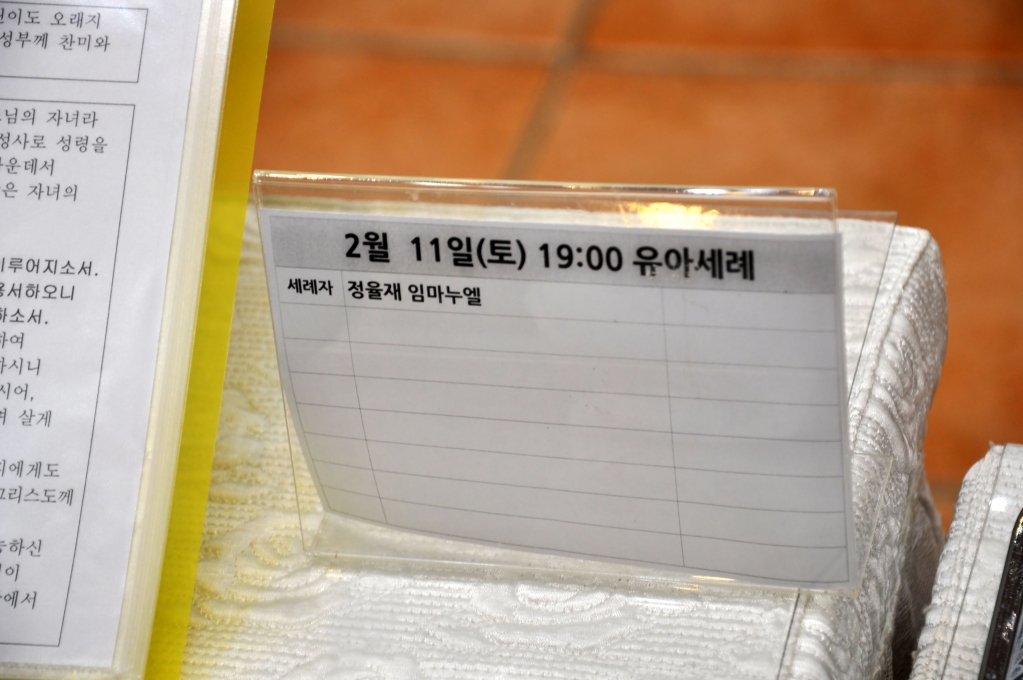 이도 오래지
성부께 찬미와
님의 자녀라
성사로 성령을
운데서
은 자녀의
이루어지소서.
용서하오니
하소서.
하여
하시니
시어,
며 살게
에게도
그리스도께
하신
이
에서
2월 11일(토) 19:00 유아세례
세례자 정율재 임마누엘